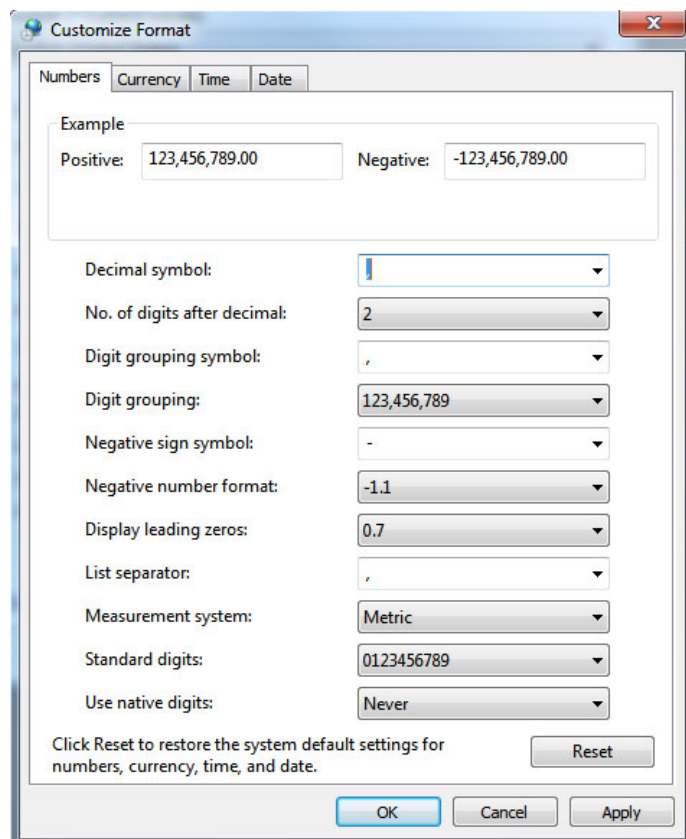 Customize Format
Numbers Currency Time Date
Example
Positive: 123,456,789.00 Negative: -123,456,789.00
Decimal symbol: ,
No. of digits after decimal: 2
Digit grouping symbol: ,
Digit grouping: 123,456,789
Negative sign symbol: -
Negative number format: -1.1
Display leading zeros: 0.7
List separator: ,
Measurement system: Metric
Standard digits: 0123456789
Use native digits: Never
Click Reset to restore the system default settings for
numbers, currency, time, and date.
Reset
OK Cancel Apply